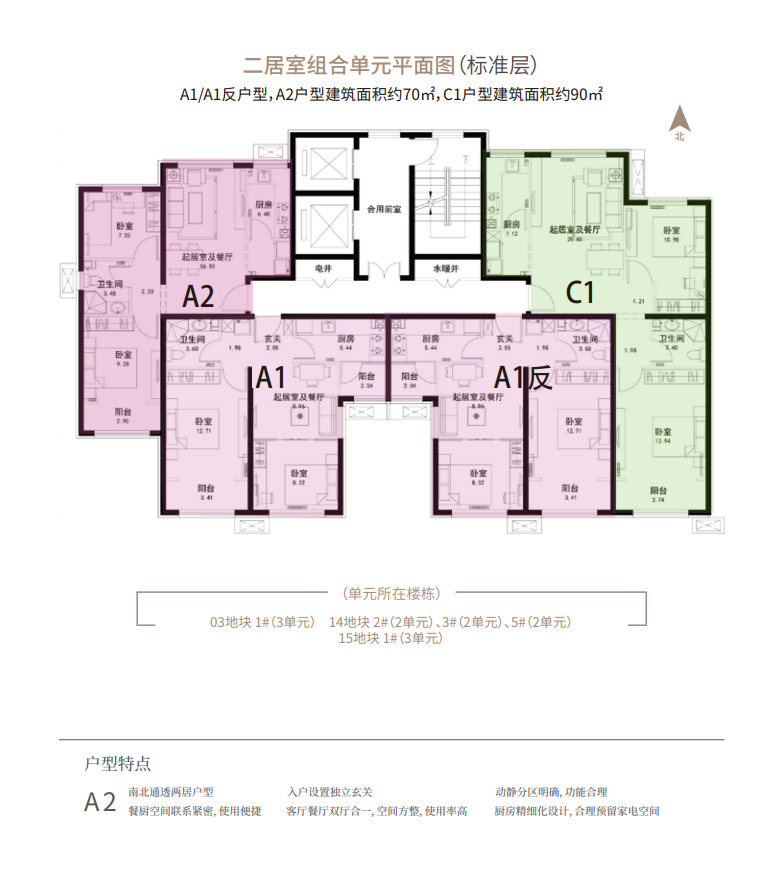 二居室组合单元平面图(标准层)
A1/A1反户型，A2户型建筑面积约70㎡，C1户型建筑面积约90㎡
北
下
合用前室
卧室
7.25
厨房
6.48
起居室及餐厅
卫生间
3.40
2.20
A2
电井
水暖井
厨房
7.12
起居室及餐厅
20.60
卧室
10.98
C1
1.21
卧室
9.28
阳台
2.90
卫生间
3.60
1.98
玄关
2.55
厨房
5.44
阳台
2.04
A1
起居室及餐厅
8.96
卧室
12.71
卧室
8.32
阳台
3.41
厨房
5.44
玄关
2.55
1.98
卫生间
3.60
阳台
2.04
A1反
起居室及餐厅
8.96
卧室
12.71
卧室
8.32
阳台
3.41
卫生间
3.60
1.98
卧室
13.94
阳台
3.74
(单元所在楼栋)
03地块 1#(3单元) 14地块 2#(2单元)、3#(2单元)、5#(2单元)
15地块 1#(3单元)
户型特点
A2
南北通透两居户型
餐厨空间联系紧密, 使用便捷
入户设置独立玄关
客厅餐厅双厅合一, 空间方整, 使用率高
动静分区明确, 功能合理
厨房精细化设计, 合理预留家电空间